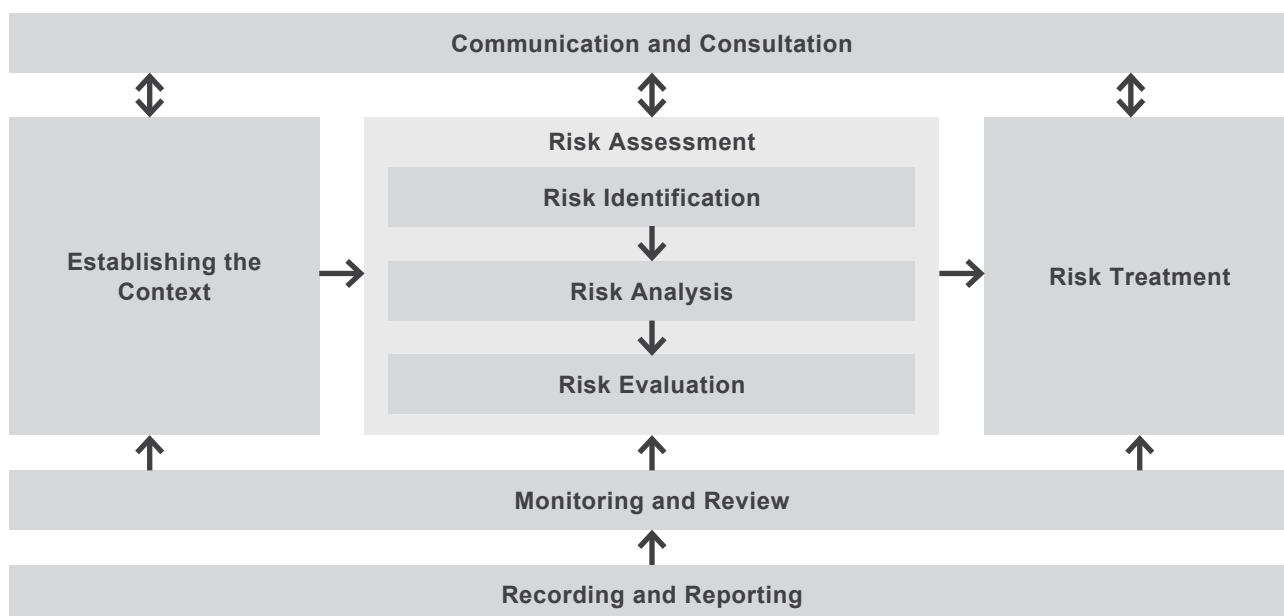 Communication and Consultation
Establishing the
Context
Risk Assessment
Risk Identification
Risk Analysis
Risk Evaluation
Risk Treatment
Monitoring and Review
Recording and Reporting